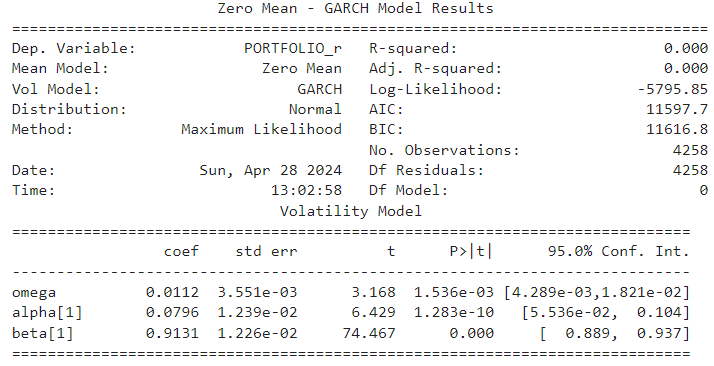 Zero Mean - GARCH Model Results
=======================================================================================
Dep. Variable:             PORTFOLIO_r   R-squared:                       0.000
Mean Model:                  Zero Mean   Adj. R-squared:                  0.000
Vol Model:                       GARCH   Log-Likelihood:               -5795.85
Distribution:                   Normal   AIC:                           11597.7
Method:             Maximum Likelihood   BIC:                           11616.8
                                         No. Observations:                 4258
Date:                 Sun, Apr 28 2024   Df Residuals:                     4258
Time:                         13:02:58   Df Model:                            0
                              Volatility Model
=====================================================================================
                 coef    std err          t      P>|t|       95.0% Conf. Int.
-------------------------------------------------------------------------------------
omega          0.0112  3.551e-03      3.168  1.536e-03 [4.289e-03,1.821e-02]
alpha[1]       0.0796  1.239e-02      6.429  1.283e-10   [5.536e-02,  0.104]
beta[1]        0.9131  1.226e-02     74.467      0.000     [  0.889,  0.937]
=====================================================================================